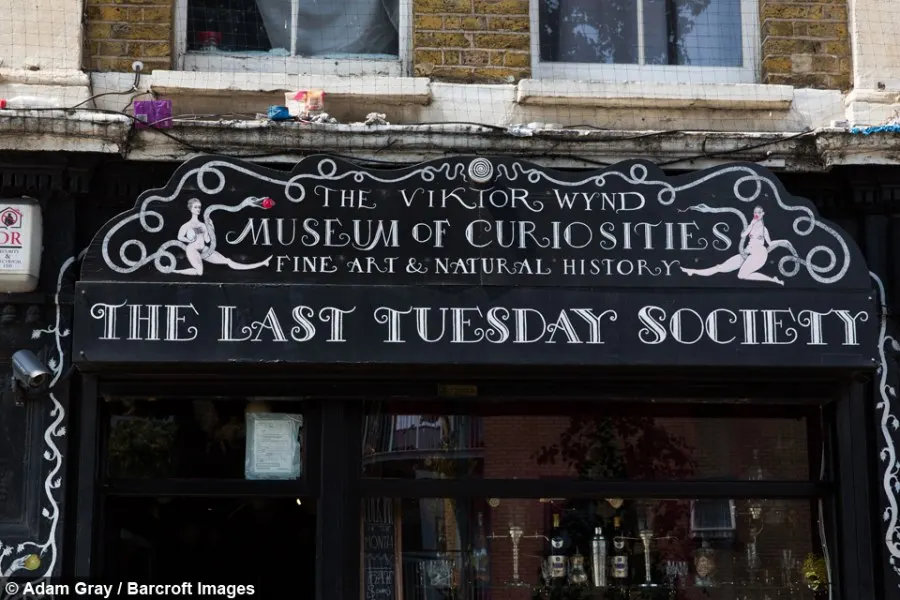 THE VIKTOR WYND
MUSEUM OF CURIOSITIES
FINE ART & NATURAL HISTORY
THE LAST TUESDAY SOCIETY
© Adam Gray / Barcroft Images